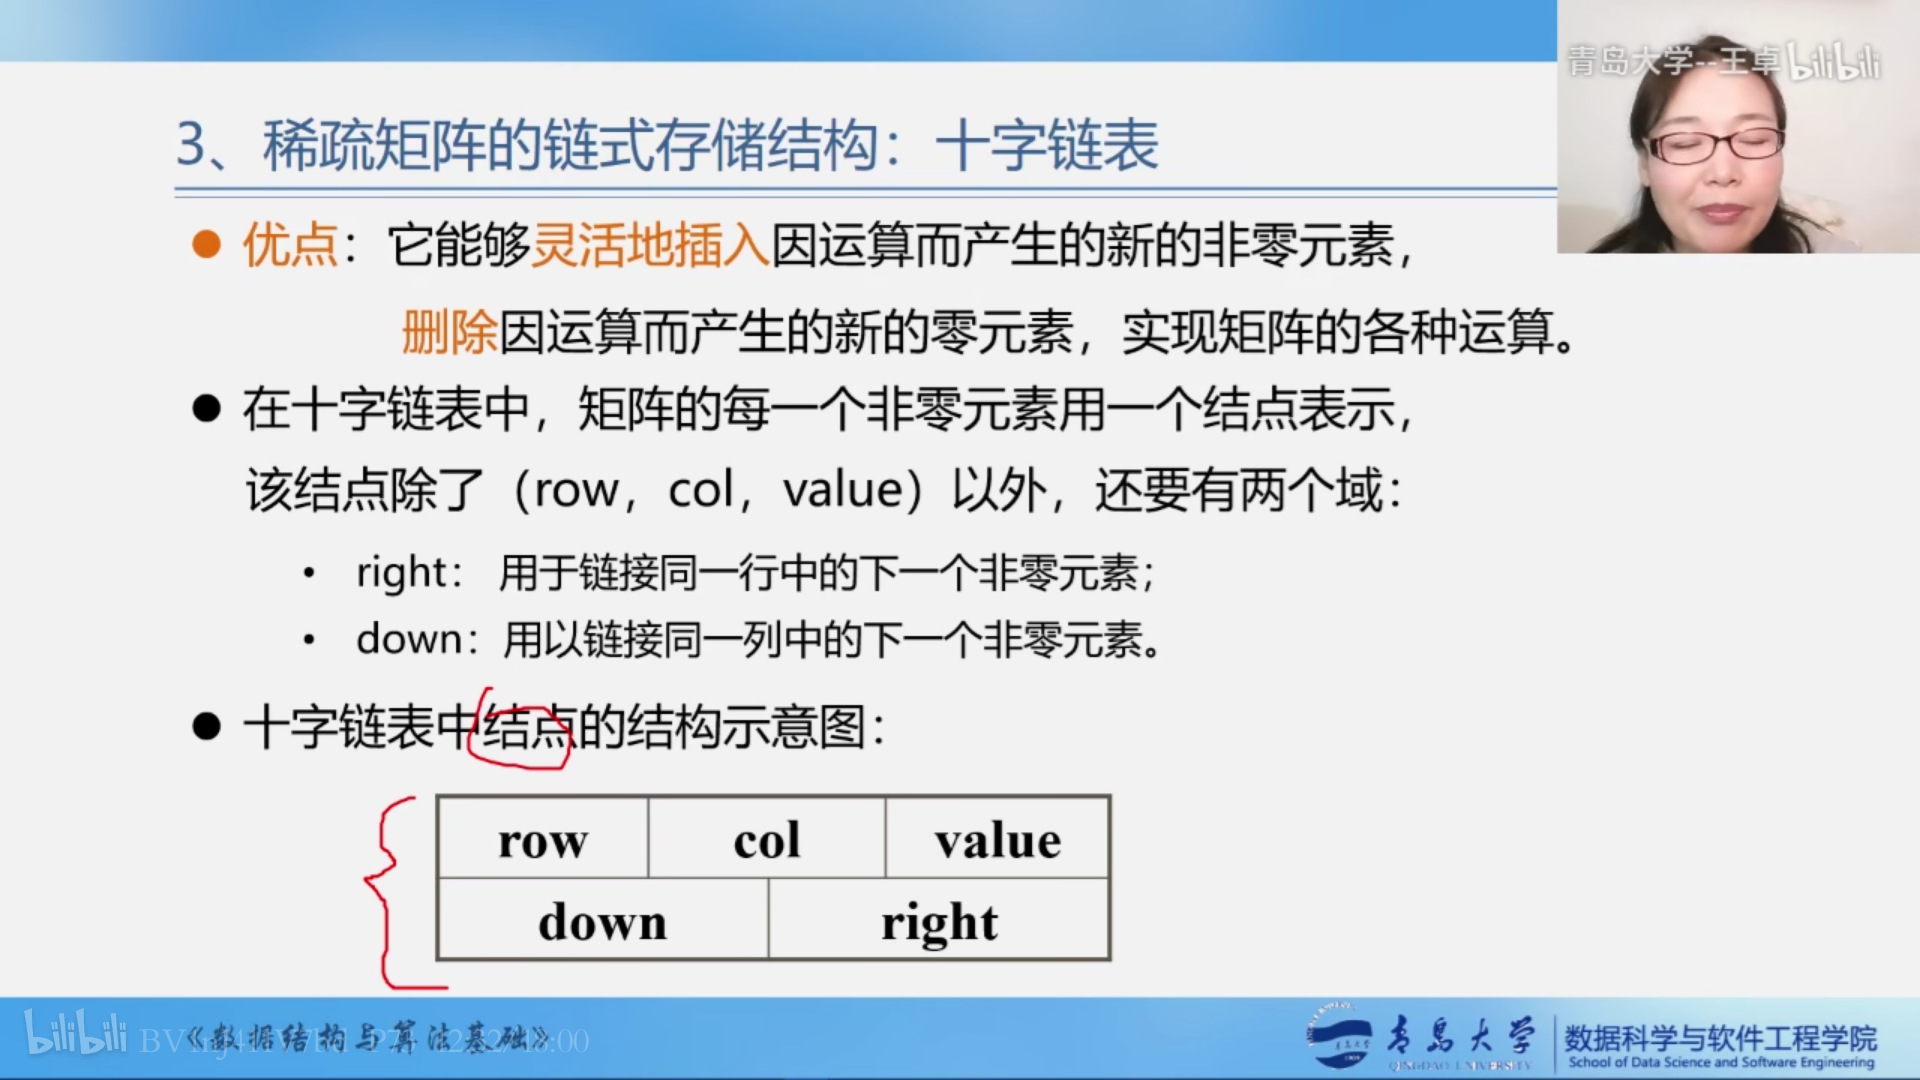 青岛大学--王卓 bilibili
3、稀疏矩阵的链式存储结构：十字链表
优点：它能够灵活地插入因运算而产生的新的非零元素，
删除因运算而产生的新的零元素，实现矩阵的各种运算。
在十字链表中，矩阵的每一个非零元素用一个结点表示，
该结点除了（row，col，value）以外，还要有两个域：
• right： 用于链接同一行中的下一个非零元素；
• down：用以链接同一列中的下一个非零元素。
十字链表中结点的结构示意图：
row col value
down right
bilibili
《数据结构与算法基础》
青岛大学
QINGDAO UNIVERSITY
数据科学与软件工程学院
School of Data Science and Software Engineering